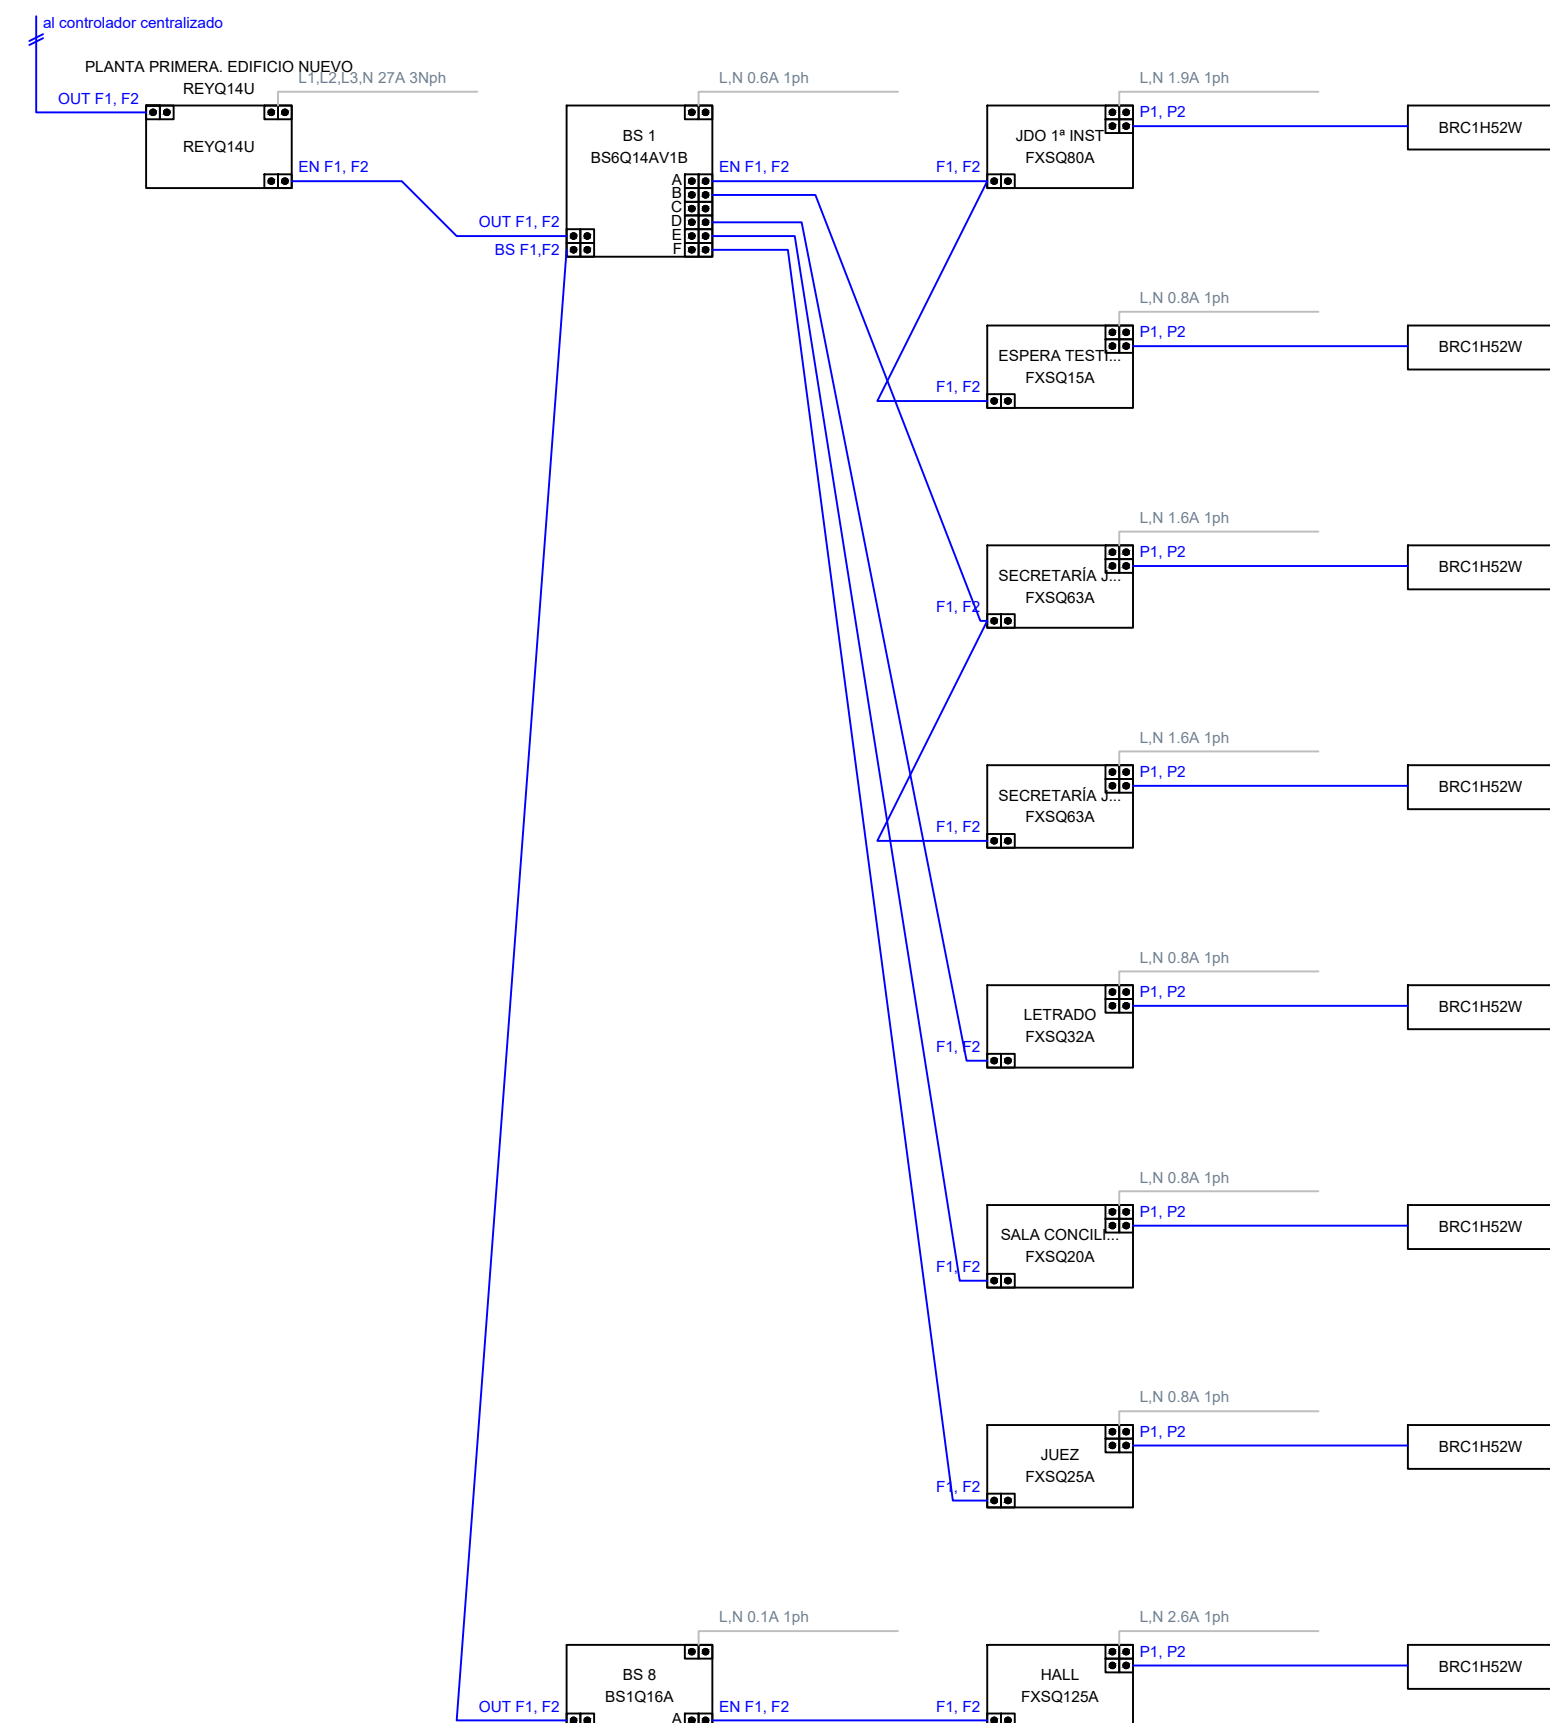 al controlador centralizado
PLANTA PRIMERA. EDIFICIO NUEVO
REYQ14U
L1,L2,L3,N 27A 3Nph
OUT F1, F2
REYQ14U
EN F1, F2
L,N 0.6A 1ph
BS 1
BS6Q14AV1B
A
B
C
D
E
F
EN F1, F2
OUT F1, F2
BS F1,F2
L,N 1.9A 1ph
P1, P2
JDO 1ª INST
FXSQ80A
F1, F2
BRC1H52W
L,N 0.8A 1ph
P1, P2
ESPERA TESTI...
FXSQ15A
F1, F2
BRC1H52W
L,N 1.6A 1ph
P1, P2
SECRETARÍA J...
FXSQ63A
F1, F2
BRC1H52W
L,N 1.6A 1ph
P1, P2
SECRETARÍA J...
FXSQ63A
F1, F2
BRC1H52W
L,N 0.8A 1ph
P1, P2
LETRADO
FXSQ32A
F1, F2
BRC1H52W
L,N 0.8A 1ph
P1, P2
SALA CONCILI...
FXSQ20A
F1, F2
BRC1H52W
L,N 0.8A 1ph
P1, P2
JUEZ
FXSQ25A
F1, F2
BRC1H52W
L,N 0.1A 1ph
BS 8
BS1Q16A
OUT F1, F2
A
EN F1, F2
L,N 2.6A 1ph
P1, P2
HALL
FXSQ125A
F1, F2
BRC1H52W